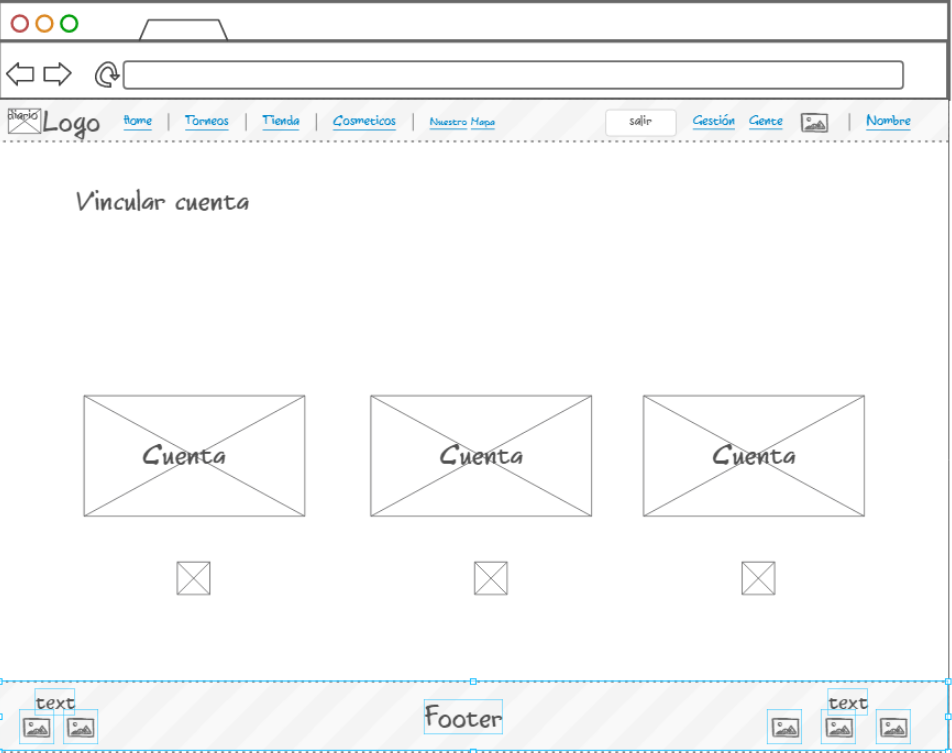 diario Logo Home | Torneos | Tienda | Cosmeticos | Nuestro Mapa salir Gestión Gente | Nombre
Vincular cuenta
Cuenta Cuenta Cuenta
text Footer text